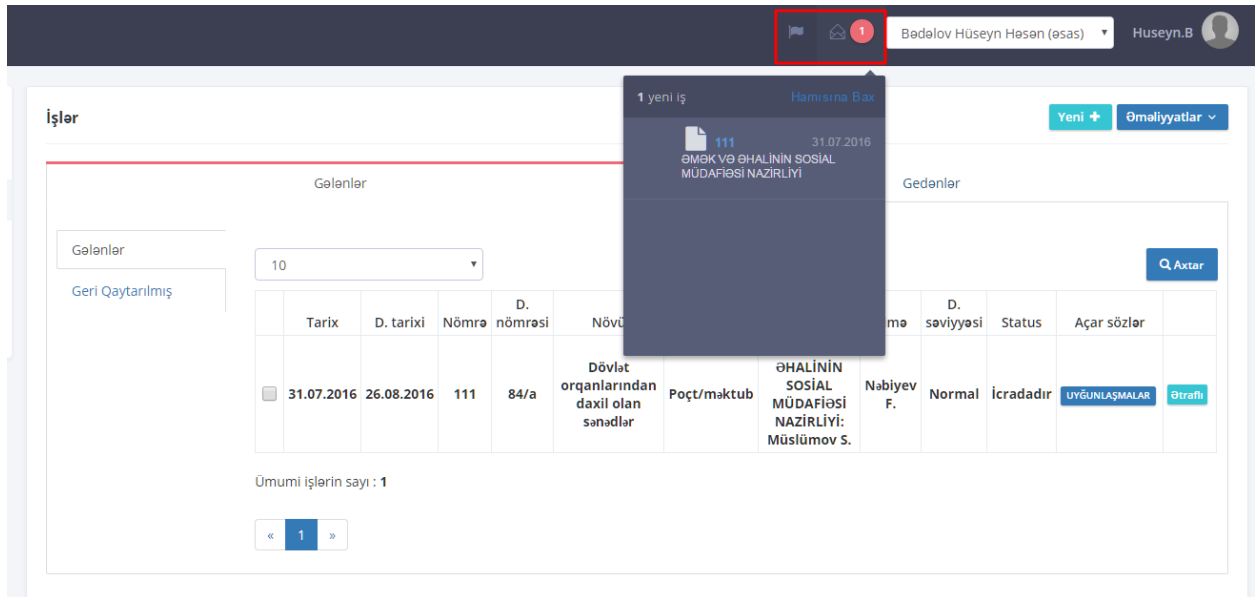 1
Bədəlov Hüseyn Həsən (əsas)
Huseyn.B
1 yeni iş
Hamısına Bax
111
31.07.2016
ƏMƏK VƏ ƏHALİNİN SOSİAL
MÜDAFİƏSİ NAZİRLİYİ
İşlər
Yeni +
Əməliyyatlar
Gələnlər
Gedənlər
Gələnlər
Geri Qaytarılmış
10
Axtar
Tarix
D. tarixi
Nömrə
D.
nömrəsi
D.
səviyyəsi
Status
Açar sözlər
31.07.2016
26.08.2016
111
84/a
Dövlət
orqanlarından
daxil olan
sənədlər
Poçt/məktub
ƏHALİNİN
SOSİAL
MÜDAFİƏSİ
NAZİRLİYİ:
Müslümov S.
Nəbiyev
F.
Normal
İcradadır
UYĞUNLAŞMALAR
Ətraflı
Ümumi işlərin sayı : 1
« 1 »